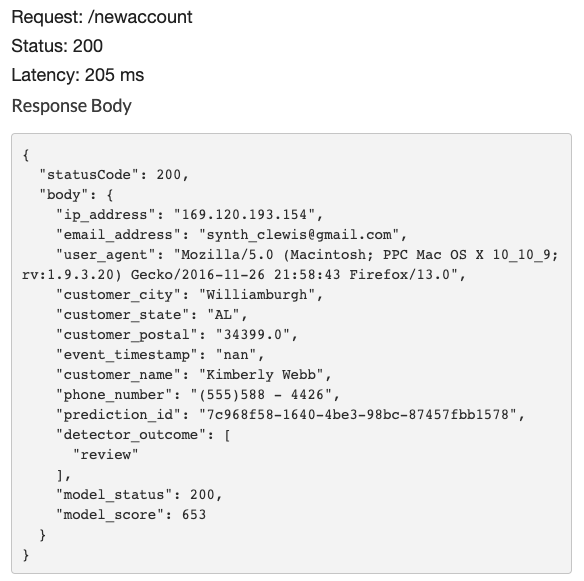 Request: /newaccount
Status: 200
Latency: 205 ms
Response Body
{
  "statusCode": 200,
  "body": {
    "ip_address": "169.120.193.154",
    "email_address": "synth_clewis@gmail.com",
    "user_agent": "Mozilla/5.0 (Macintosh; PPC Mac OS X 10_10_9;
rv:1.9.3.20) Gecko/2016-11-26 21:58:43 Firefox/13.0",
    "customer_city": "Williamburgh",
    "customer_state": "AL",
    "customer_postal": "34399.0",
    "event_timestamp": "nan",
    "customer_name": "Kimberly Webb",
    "phone_number": "(555)588 - 4426",
    "prediction_id": "7c968f58-1640-4be3-98bc-87457fbb1578",
    "detector_outcome": [
      "review"
    ],
    "model_status": 200,
    "model_score": 653
  }
}